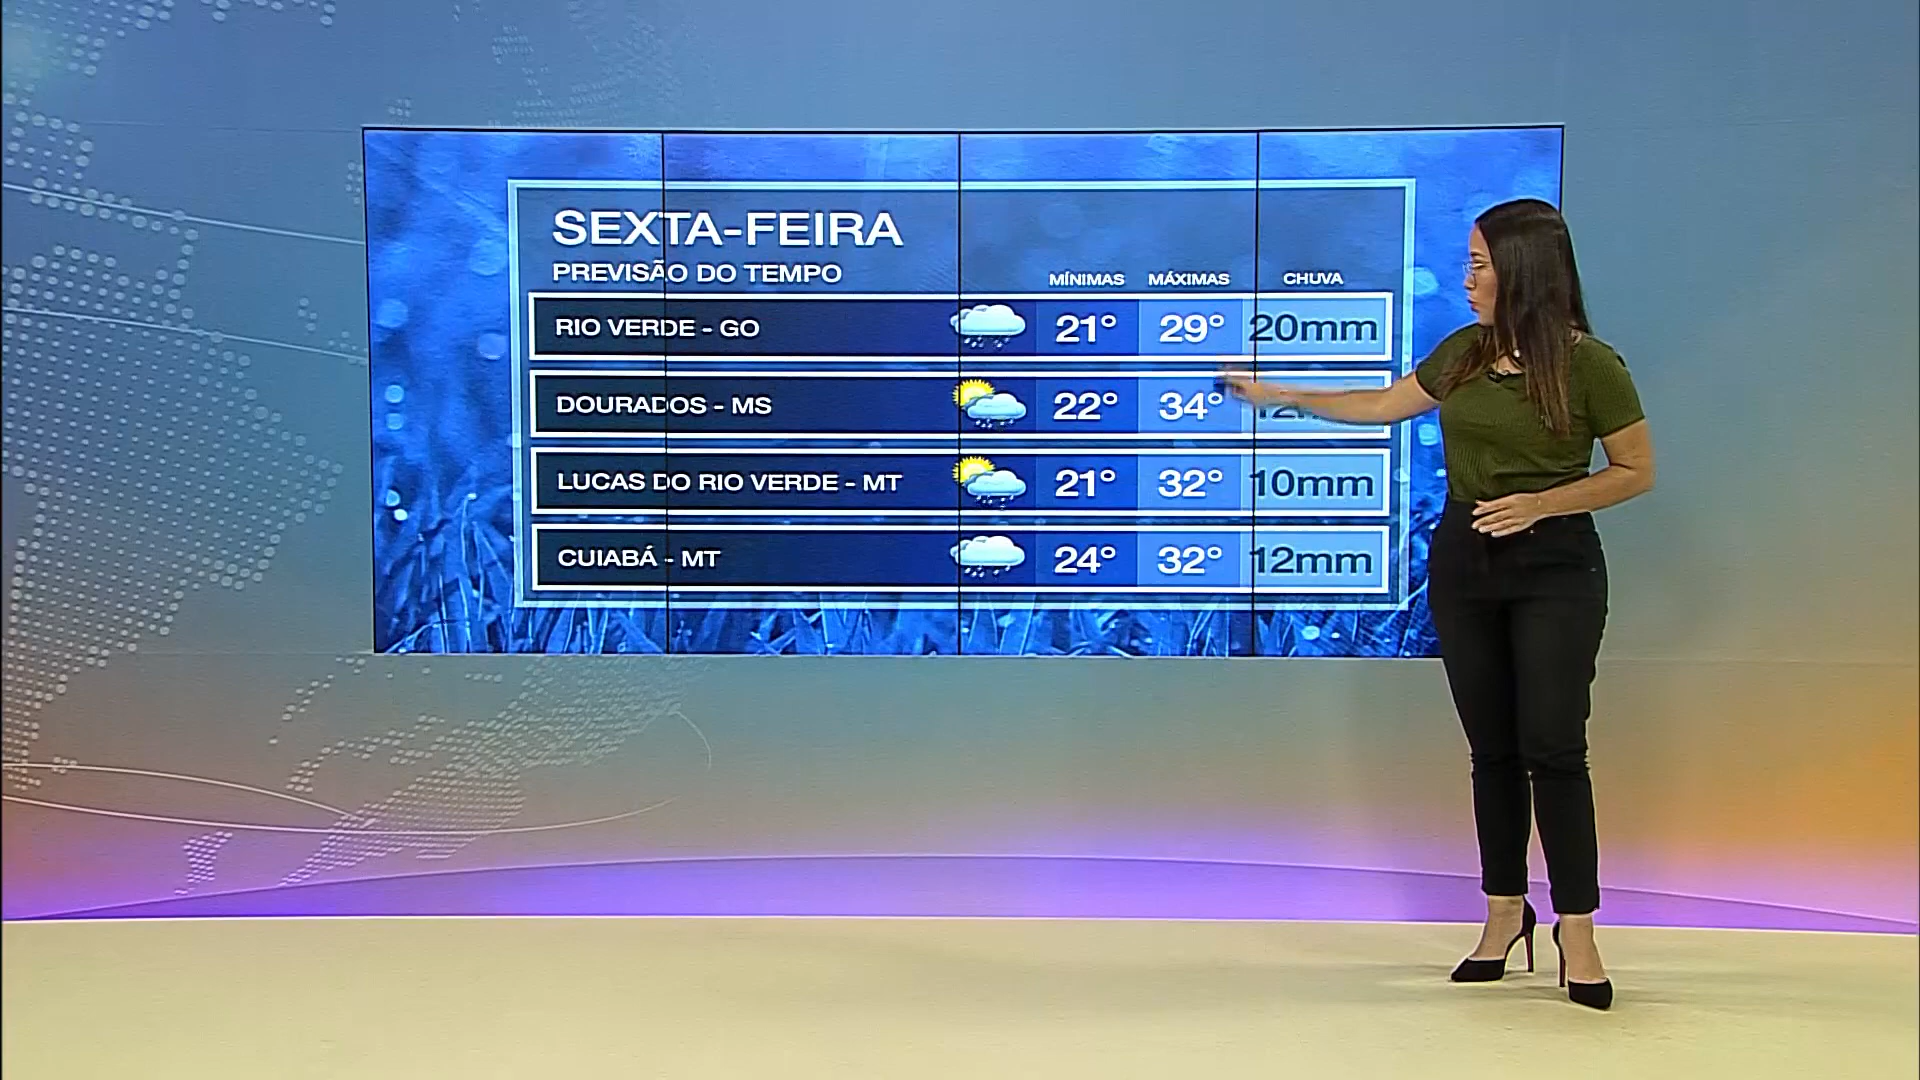 SEXTA-FEIRA
PREVISÃO DO TEMPO
MÍNIMAS MÁXIMAS CHUVA
RIO VERDE - GO 21° 29° 20mm
DOURADOS - MS 22° 34°
LUCAS DO RIO VERDE - MT 21° 32° 10mm
CUIABÁ - MT 24° 32° 12mm